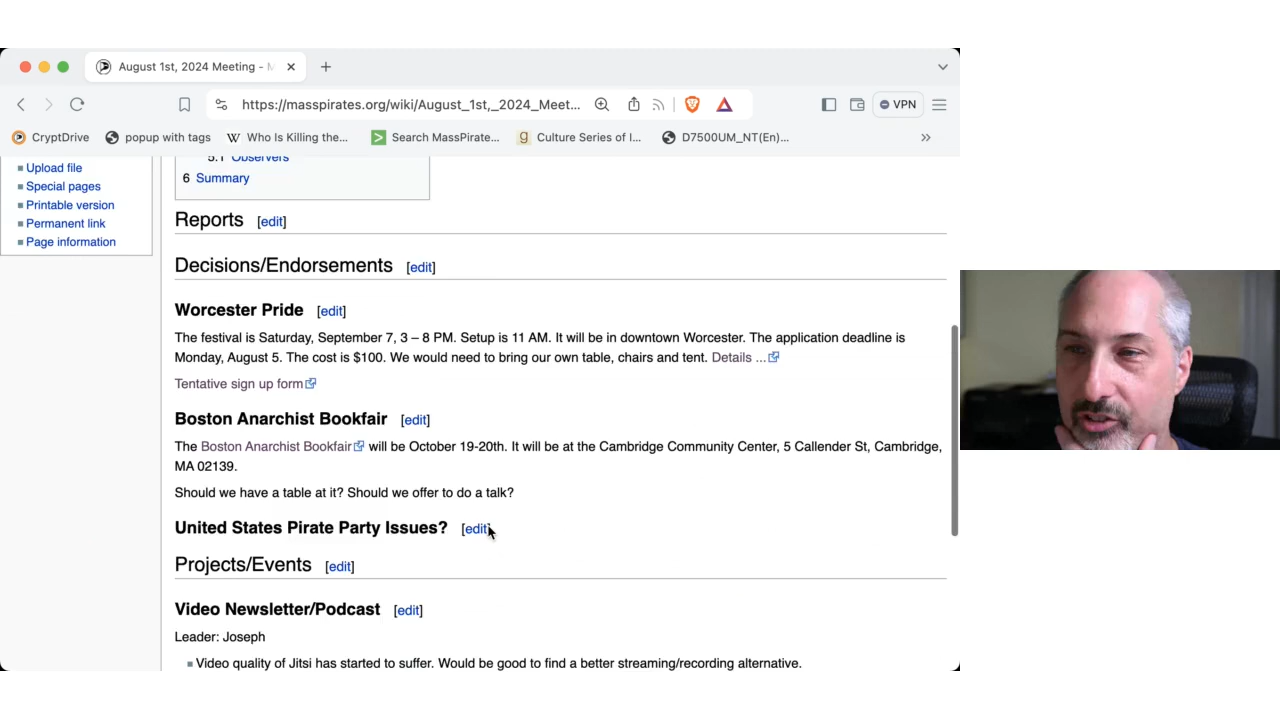 August 1st, 2024 Meeting - M
https://masspirates.org/wiki/August_1st,_2024_Meet...
VPN
CryptDrive
popup with tags
W
Who Is Killing the...
Search MassPirate...
g
Culture Series of I...
D7500UM_NT(En)...
»
5.1 Observers
6 Summary
Upload file
Special pages
Printable version
Permanent link
Page information
Reports [edit]
Decisions/Endorsements [edit]
Worcester Pride [edit]
The festival is Saturday, September 7, 3 – 8 PM. Setup is 11 AM. It will be in downtown Worcester. The application deadline is
Monday, August 5. The cost is $100. We would need to bring our own table, chairs and tent. Details ...
Tentative sign up form
Boston Anarchist Bookfair [edit]
The Boston Anarchist Bookfair will be October 19-20th. It will be at the Cambridge Community Center, 5 Callender St, Cambridge,
MA 02139.
Should we have a table at it? Should we offer to do a talk?
United States Pirate Party Issues? [edit]
Projects/Events [edit]
Video Newsletter/Podcast [edit]
Leader: Joseph
Video quality of Jitsi has started to suffer. Would be good to find a better streaming/recording alternative.